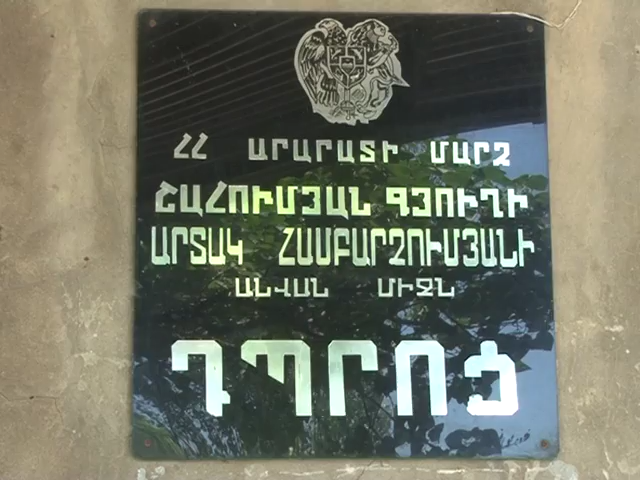 ՀՀ ԱՐԱՐԱՏԻ ՄԱՐԶ
ՇԱՀՈՒՄՅԱՆ ԳՅՈՒՂԻ
ԱՐՏԱԿ ՀԱՄԲԱՐՁՈՒՄՅԱՆԻ
ԱՆՎԱՆ ՄԻՋՆ
ԴՊՐՈՑ